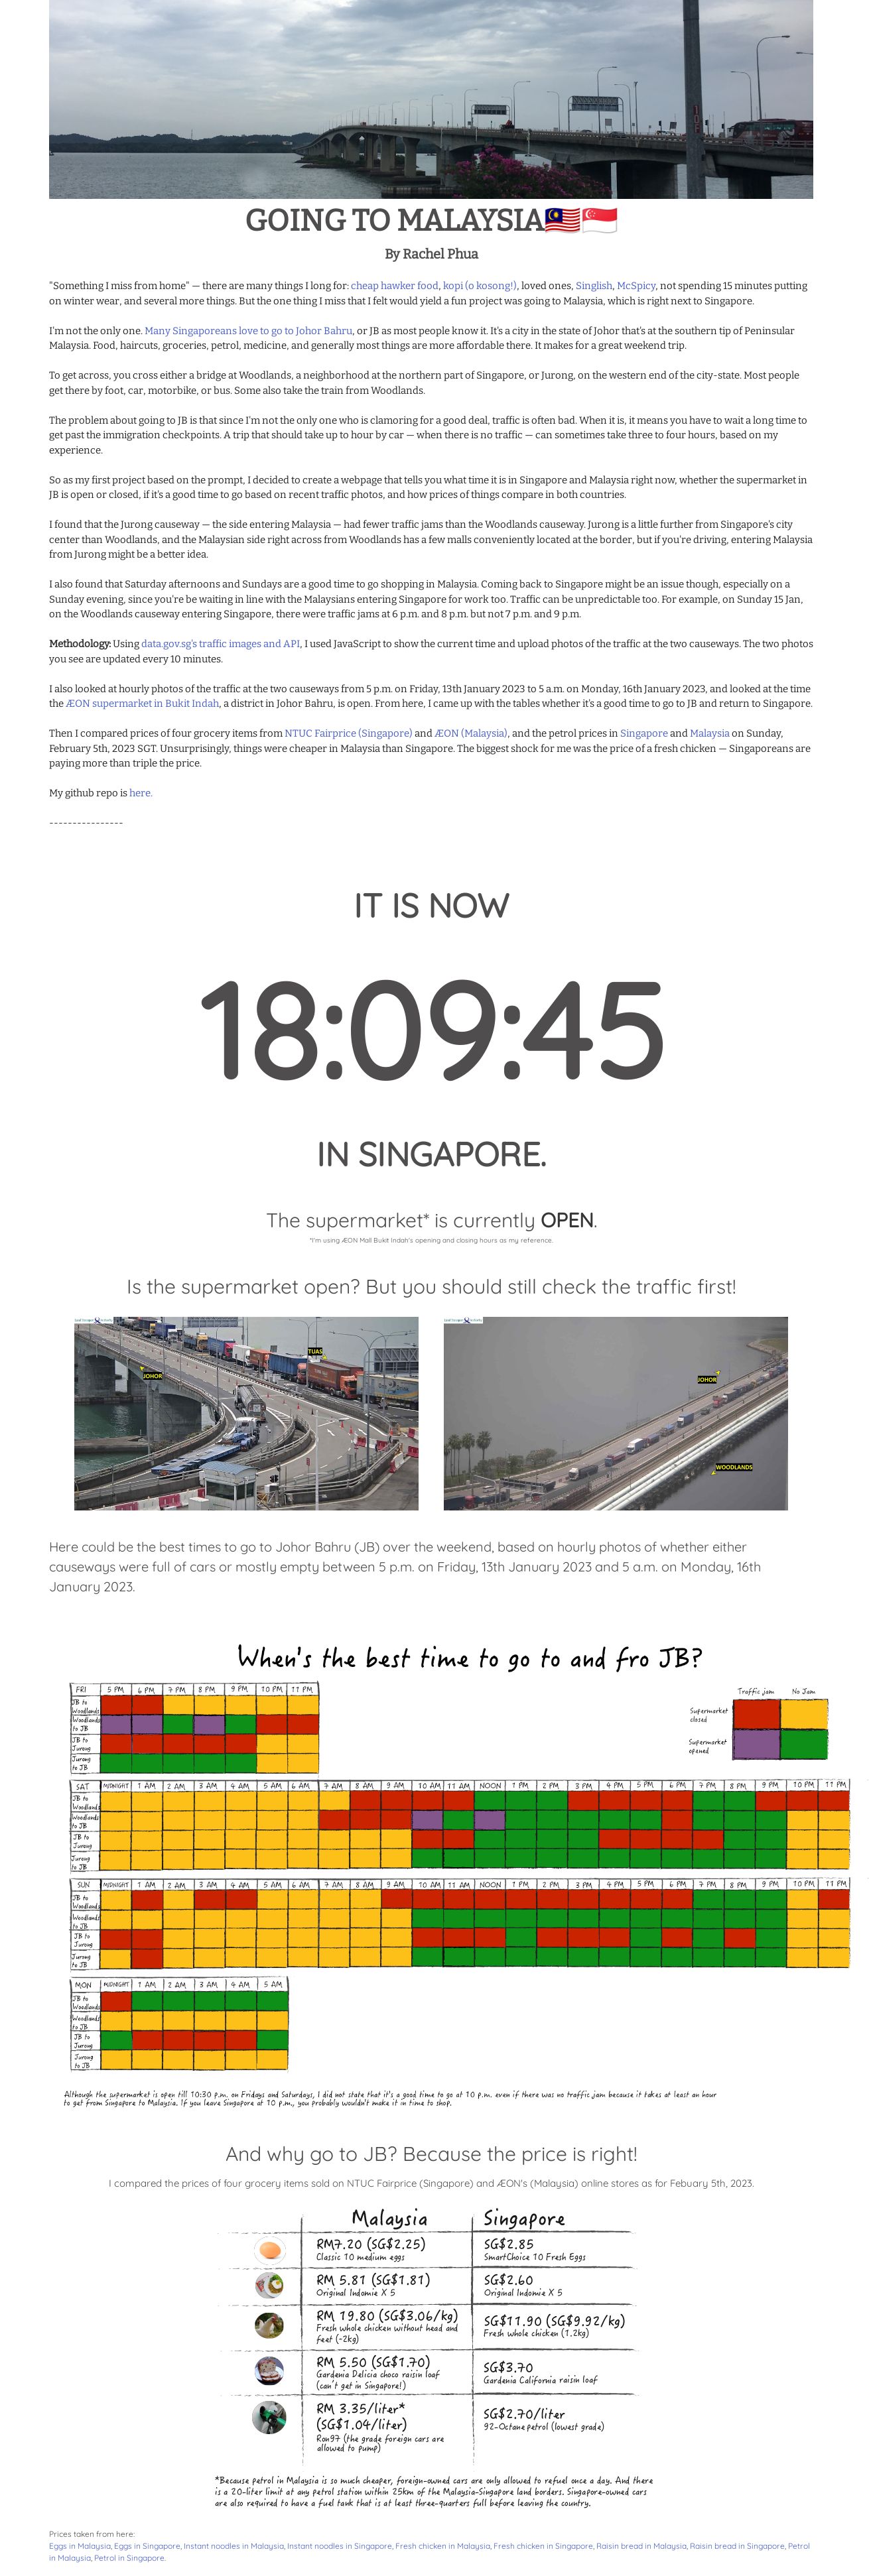 GOING TO MALAYSIA🇲🇾🇸🇬
By Rachel Phua
"Something I miss from home" — there are many things I long for: cheap hawker food, kopi (o kosong!), loved ones, Singlish, McSpicy, not spending 15 minutes putting
on winter wear, and several more things. But the one thing I miss that I felt would yield a fun project was going to Malaysia, which is right next to Singapore.
I'm not the only one. Many Singaporeans love to go to Johor Bahru, or JB as most people know it. It's a city in the state of Johor that's at the southern tip of Peninsular
Malaysia. Food, haircuts, groceries, petrol, medicine, and generally most things are more affordable there. It makes for a great weekend trip.
To get across, you cross either a bridge at Woodlands, a neighborhood at the northern part of Singapore, or Jurong, on the western end of the city-state. Most people
get there by foot, car, motorbike, or bus. Some also take the train from Woodlands.
The problem about going to JB is that since I'm not the only one who is clamoring for a good deal, traffic is often bad. When it is, it means you have to wait a long time to
get past the immigration checkpoints. A trip that should take up to hour by car — when there is no traffic — can sometimes take three to four hours, based on my
experience.
So as my first project based on the prompt, I decided to create a webpage that tells you what time it is in Singapore and Malaysia right now, whether the supermarket in
JB is open or closed, if it's a good time to go based on recent traffic photos, and how prices of things compare in both countries.
I found that the Jurong causeway — the side entering Malaysia — had fewer traffic jams than the Woodlands causeway. Jurong is a little further from Singapore's city
center than Woodlands, and the Malaysian side right across from Woodlands has a few malls conveniently located at the border, but if you're driving, entering Malaysia
from Jurong might be a better idea.
I also found that Saturday afternoons and Sundays are a good time to go shopping in Malaysia. Coming back to Singapore might be an issue though, especially on a
Sunday evening, since you're be waiting in line with the Malaysians entering Singapore for work too. Traffic can be unpredictable too. For example, on Sunday 15 Jan,
on the Woodlands causeway entering Singapore, there were traffic jams at 6 p.m. and 8 p.m. but not 7 p.m. and 9 p.m.
Methodology: Using data.gov.sg's traffic images and API, I used JavaScript to show the current time and upload photos of the traffic at the two causeways. The two photos
you see are updated every 10 minutes.
I also looked at hourly photos of the traffic at the two causeways from 5 p.m. on Friday, 13th January 2023 to 5 a.m. on Monday, 16th January 2023, and looked at the time
the ÆON supermarket in Bukit Indah, a district in Johor Bahru, is open. From here, I came up with the tables whether it's a good time to go to JB and return to Singapore.
Then I compared prices of four grocery items from NTUC Fairprice (Singapore) and ÆON (Malaysia), and the petrol prices in Singapore and Malaysia on Sunday,
February 5th, 2023 SGT. Unsurprisingly, things were cheaper in Malaysia than Singapore. The biggest shock for me was the price of a fresh chicken — Singaporeans are
paying more than triple the price.
My github repo is here.
----------------
IT IS NOW
18:09:45
IN SINGAPORE.
The supermarket* is currently OPEN.
*I'm using ÆON Mall Bukit Indah's opening and closing hours as my reference.
Is the supermarket open? But you should still check the traffic first!
TUAS
JOHOR
JOHOR
WOODLANDS
Here could be the best times to go to Johor Bahru (JB) over the weekend, based on hourly photos of whether either
causeways were full of cars or mostly empty between 5 p.m. on Friday, 13th January 2023 and 5 a.m. on Monday, 16th
January 2023.
When's the best time to go to and fro JB?
Traffic jam No Jam
Supermarket closed
Supermarket opened
FRI 5 PM 6 PM 7 PM 8 PM 9 PM 10 PM 11 PM
JB to Woodlands
Woodlands to JB
JB to Jurong
Jurong to JB
SAT MIDNIGHT 1 AM 2 AM 3 AM 4 AM 5 AM 6 AM 7 AM 8 AM 9 AM 10 AM 11 AM NOON 1 PM 2 PM 3 PM 4 PM 5 PM 6 PM 7 PM 8 PM 9 PM 10 PM 11 PM
JB to Woodlands
Woodlands to JB
JB to Jurong
Jurong to JB
SUN MIDNIGHT 1 AM 2 AM 3 AM 4 AM 5 AM 6 AM 7 AM 8 AM 9 AM 10 AM 11 AM NOON 1 PM 2 PM 3 PM 4 PM 5 PM 6 PM 7 PM 8 PM 9 PM 10 PM 11 PM
JB to Woodlands
Woodlands to JB
JB to Jurong
Jurong to JB
MON MIDNIGHT 1 AM 2 AM 3 AM 4 AM 5 AM
JB to Woodlands
Woodlands to JB
JB to Jurong
Jurong to JB
Although the supermarket is open till 10:30 p.m. on Fridays and Saturdays, I did not state that it's a good time to go at 10 p.m. even if there was no traffic jam because it takes at least an hour
to get from Singapore to Malaysia. If you leave Singapore at 10 p.m., you probably wouldn't make it in time to shop.
And why go to JB? Because the price is right!
I compared the prices of four grocery items sold on NTUC Fairprice (Singapore) and ÆON's (Malaysia) online stores as for Febuary 5th, 2023.
Malaysia Singapore
RM7.20 (SG$2.25)
Classic 10 medium eggs
SG$2.85
SmartChoice 10 Fresh Eggs
RM 5.81 (SG$1.81)
Original Indomie X 5
SG$2.60
Original Indomie X 5
RM 19.80 (SG$3.06/kg)
Fresh whole chicken without head and
feet (~2kg)
SG$11.90 (SG$9.92/kg)
Fresh whole chicken (1.2kg)
RM 5.50 (SG$1.70)
Gardenia Delicia choco raisin loaf
(can't get in Singapore!)
SG$3.70
Gardenia California raisin loaf
RM 3.35/liter*
(SG$1.04/liter)
Ron97 (the grade foreign cars are
allowed to pump)
SG$2.70/liter
92-Octane petrol (lowest grade)
*Because petrol in Malaysia is so much cheaper, foreign-owned cars are only allowed to refuel once a day. And there
is a 20-liter limit at any petrol station within 25km of the Malaysia-Singapore land borders. Singapore-owned cars
are also required to have a fuel tank that is at least three-quarters full before leaving the country.
Prices taken from here:
Eggs in Malaysia, Eggs in Singapore, Instant noodles in Malaysia, Instant noodles in Singapore, Fresh chicken in Malaysia, Fresh chicken in Singapore, Raisin bread in Malaysia, Raisin bread in Singapore, Petrol
in Malaysia, Petrol in Singapore.